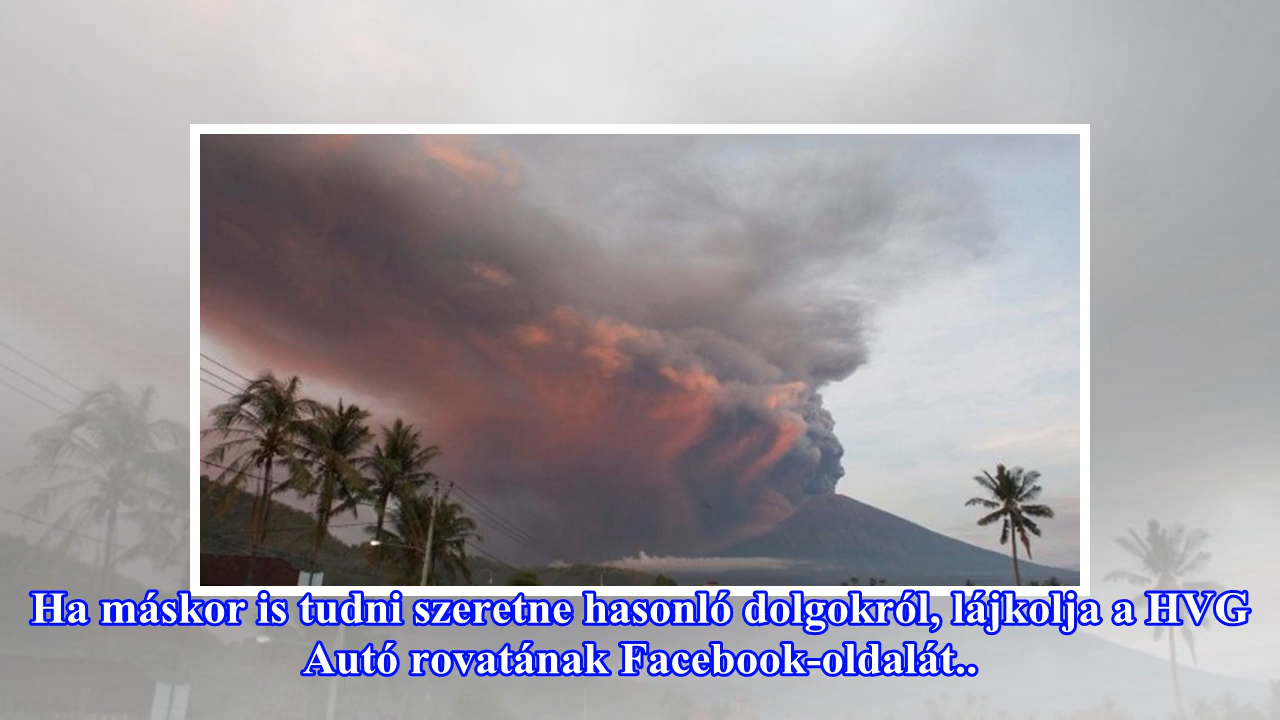 Ha máskor is tudni szeretne hasonló dolgokról, lájkolja a HVG
Autó rovatának Facebook-oldalát..